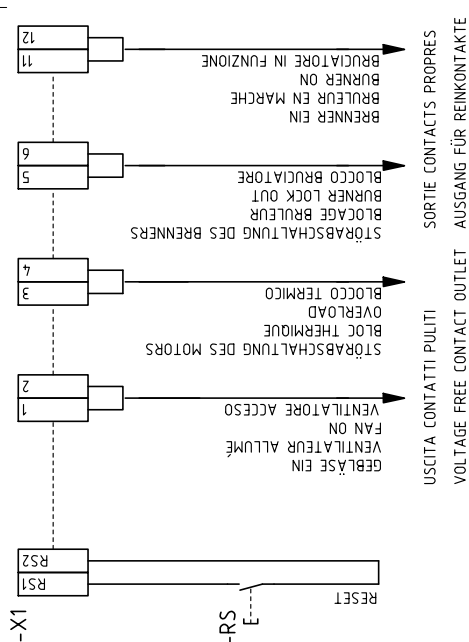 -X1
RS1
RS2
RESET
-RS
1
2
VENTILATORE ACCESO
FAN ON
VENTILATEUR ALLUMÉ
GEBLÄSE EIN
3
4
BLOCCO TERMICO
OVERLOAD
BLOC THERMIQUE
STÖRABSCHALTUNG DES MOTORS
5
6
BLOCCO BRUCIATORE
BURNER LOCK OUT
BLOCAGE BRULEUR
STÖRABSCHALTUNG DES BRENNERS
11
12
BRUCIATORE IN FUNZIONE
BURNER ON
BRULEUR EN MARCHE
BRENNER EIN
USCITA CONTATTI PULITI
VOLTAGE FREE CONTACT OUTLET
SORTIE CONTACTS PROPRES
AUSGANG FÜR REINKONTAKTE